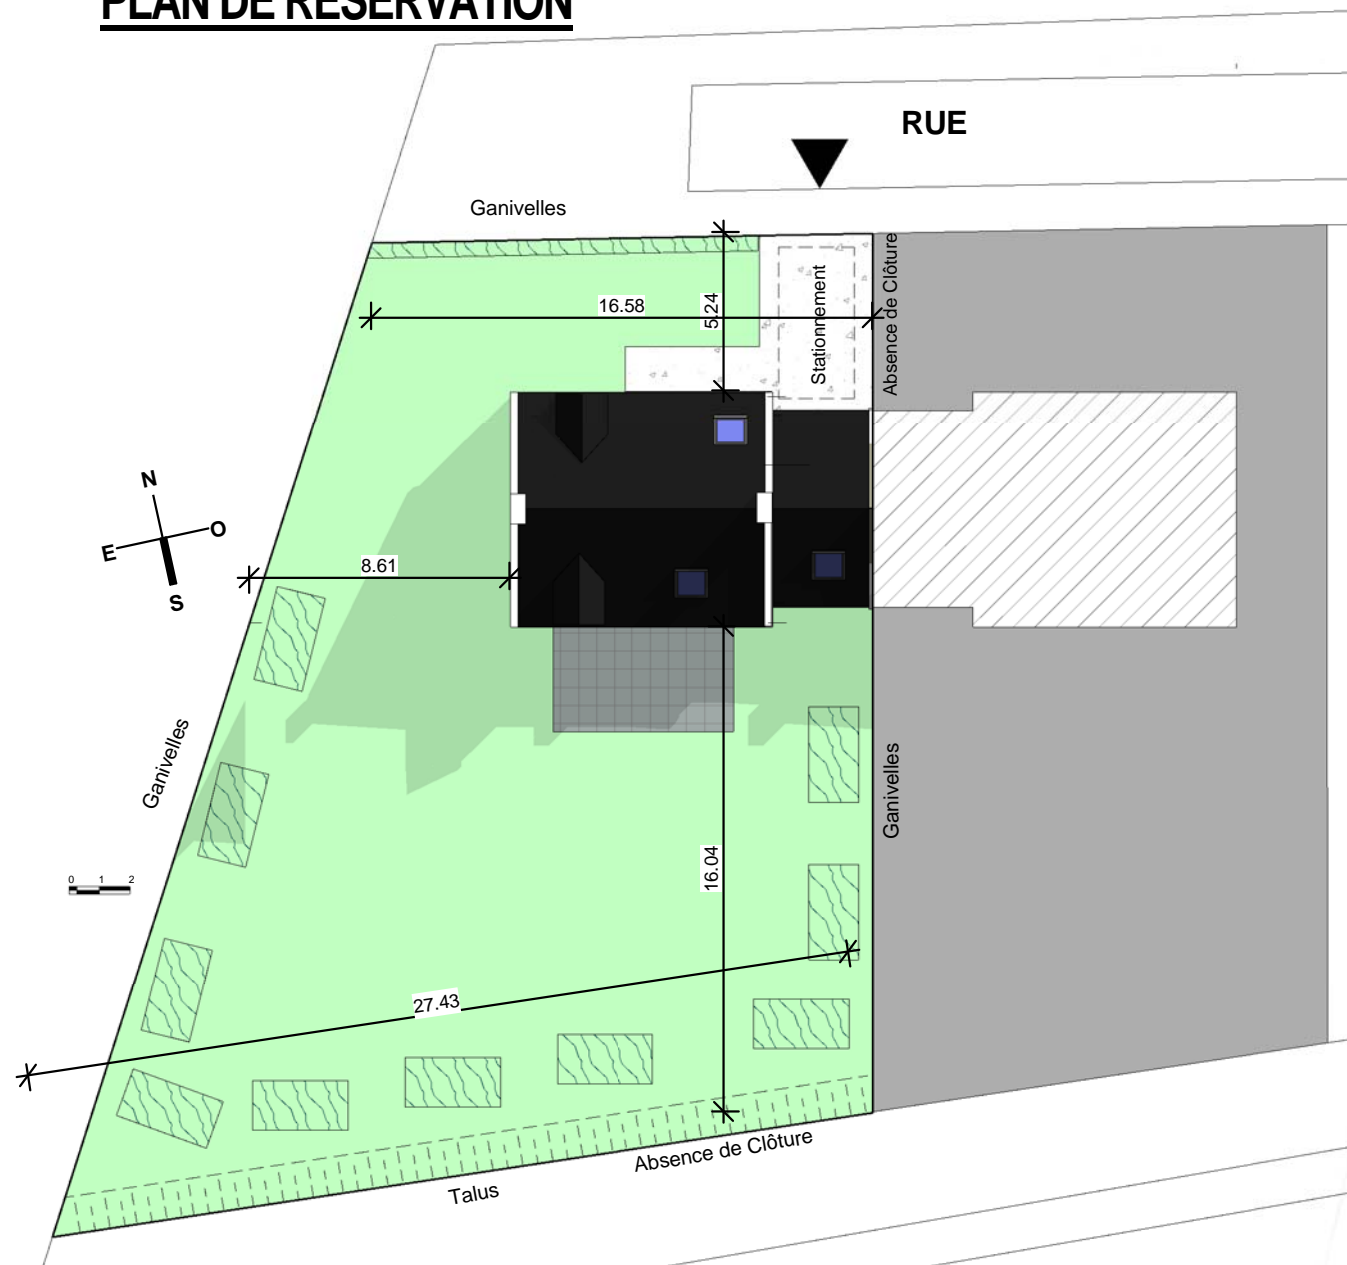 PLAN DE RESERVATION
RUE
Ganivelles
Stationnement
Absence de Clôture
16.58
5.24
N
O
E
S
8.61
Ganivelles
Ganivelles
0 1 2
16.04
27.43
Absence de Clôture
Talus